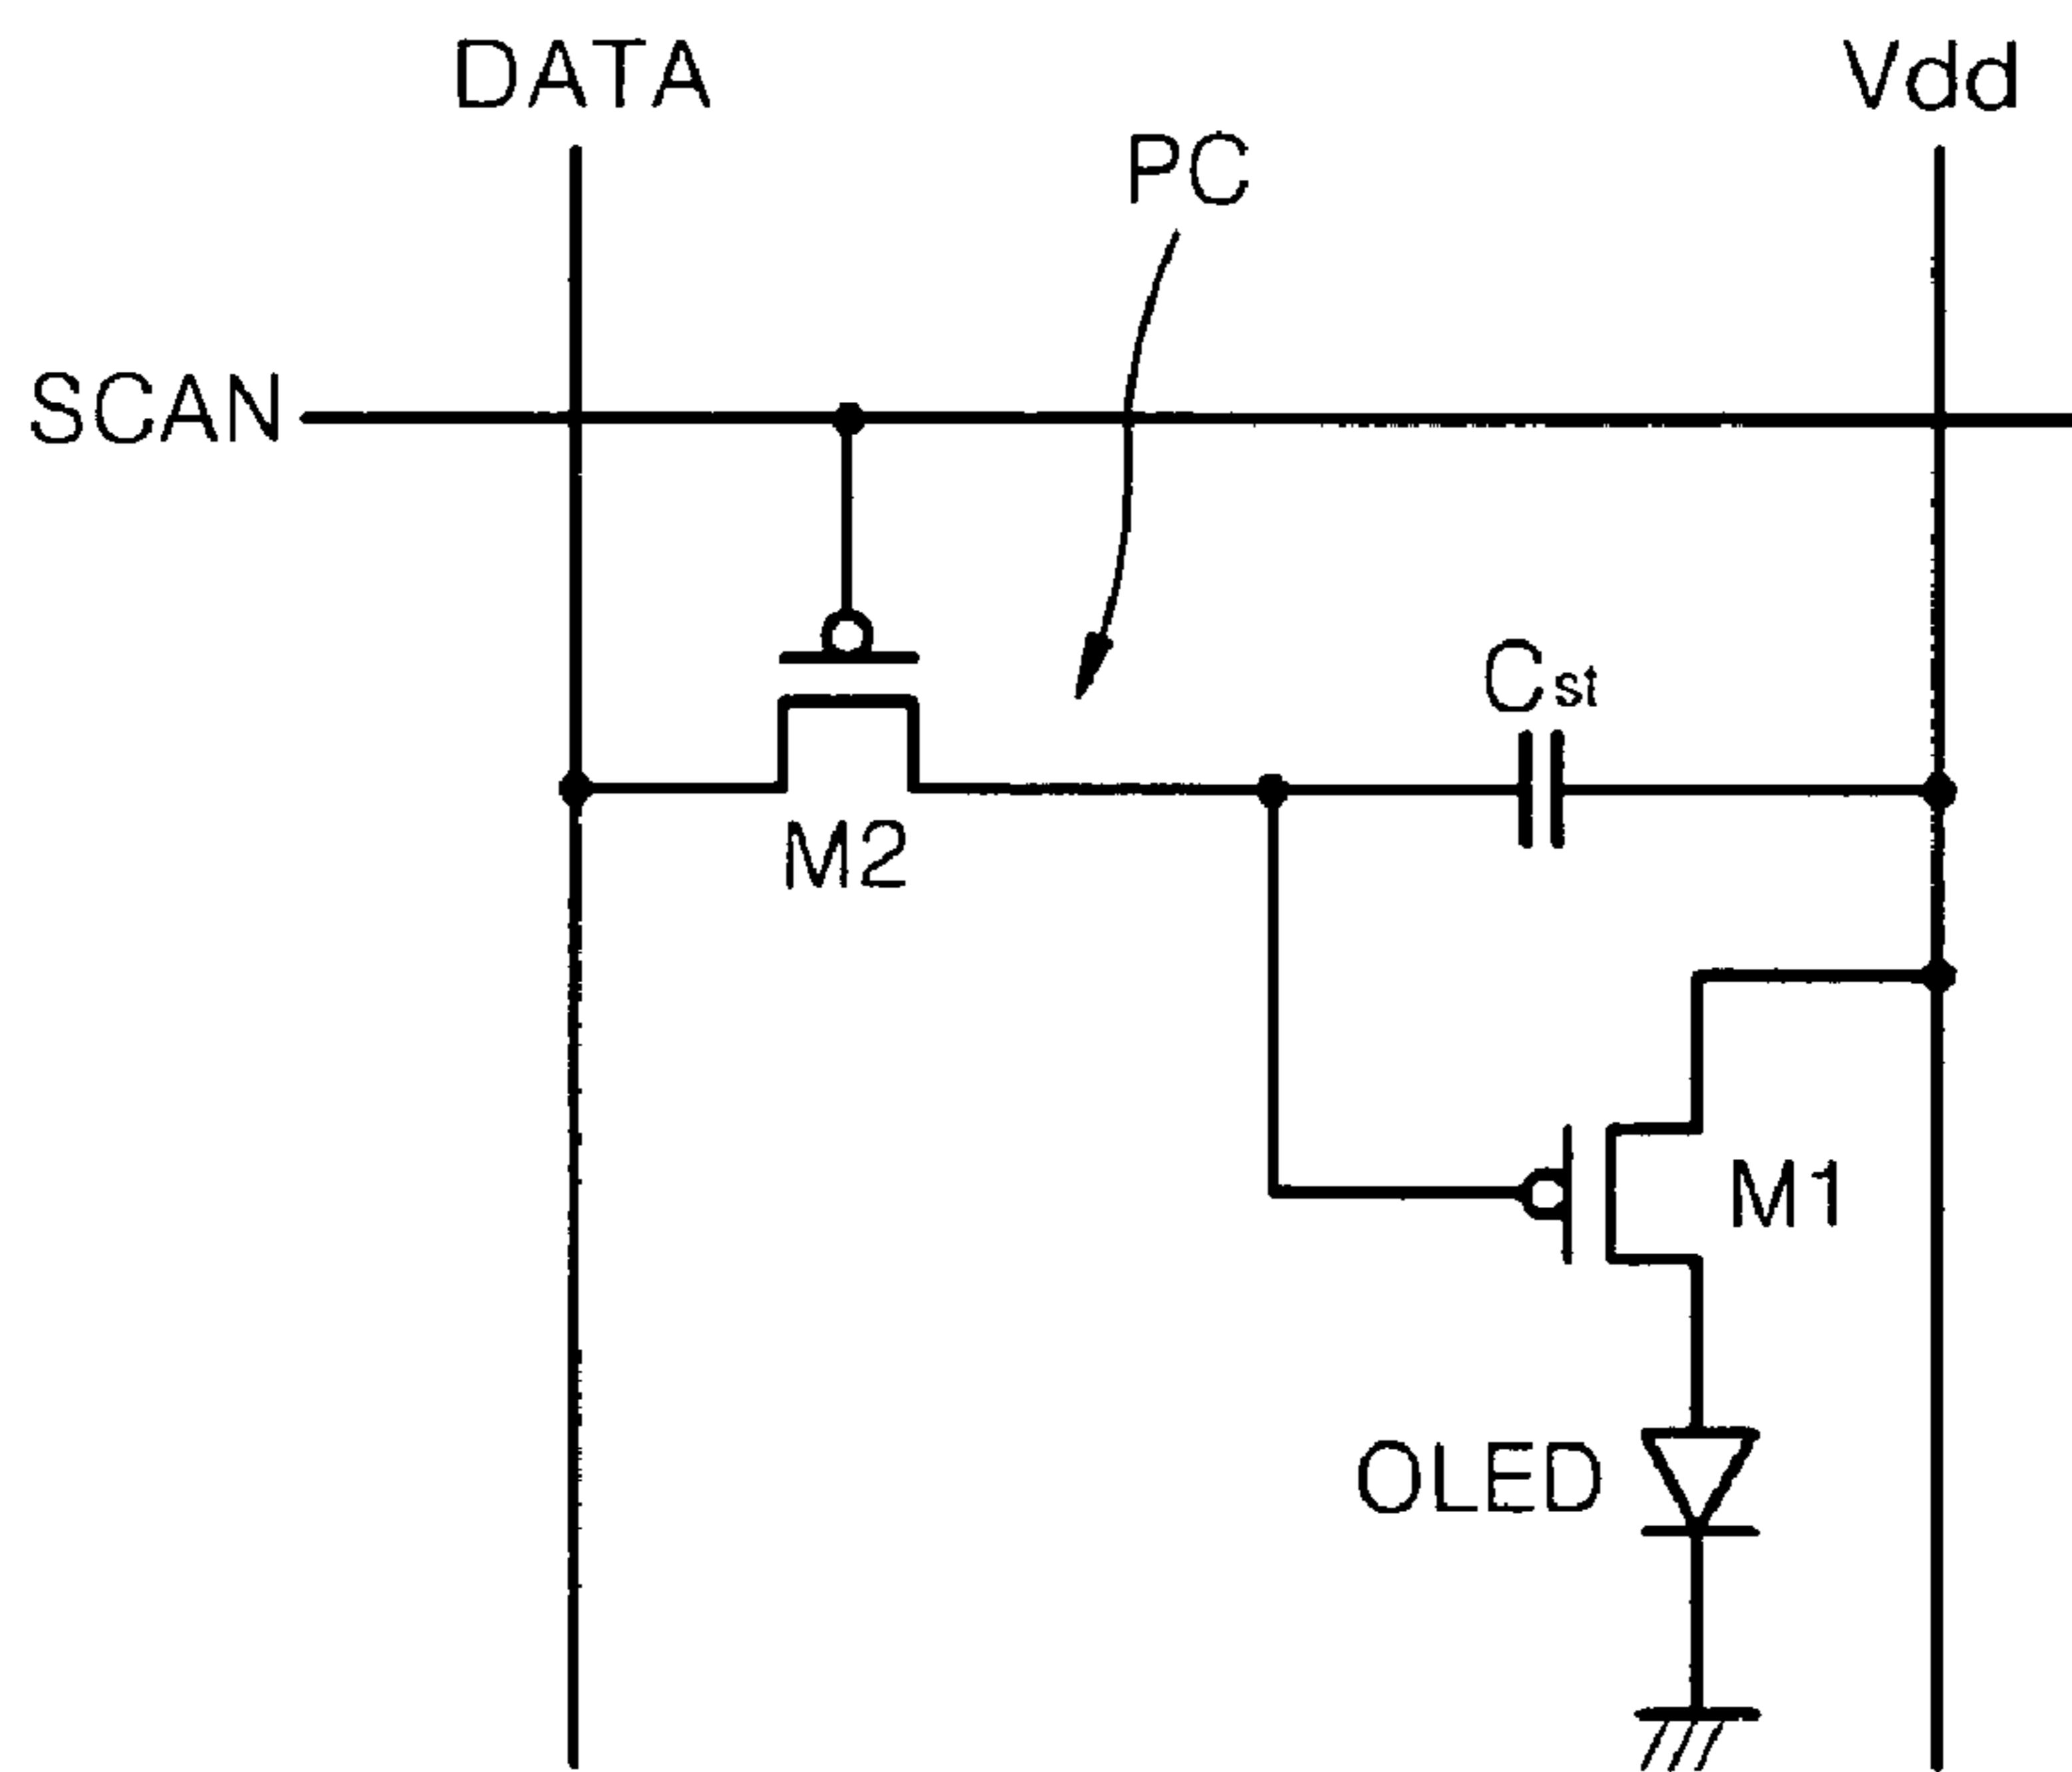 DATA
Vdd
PC
SCAN
Cst
M2
M1
OLED